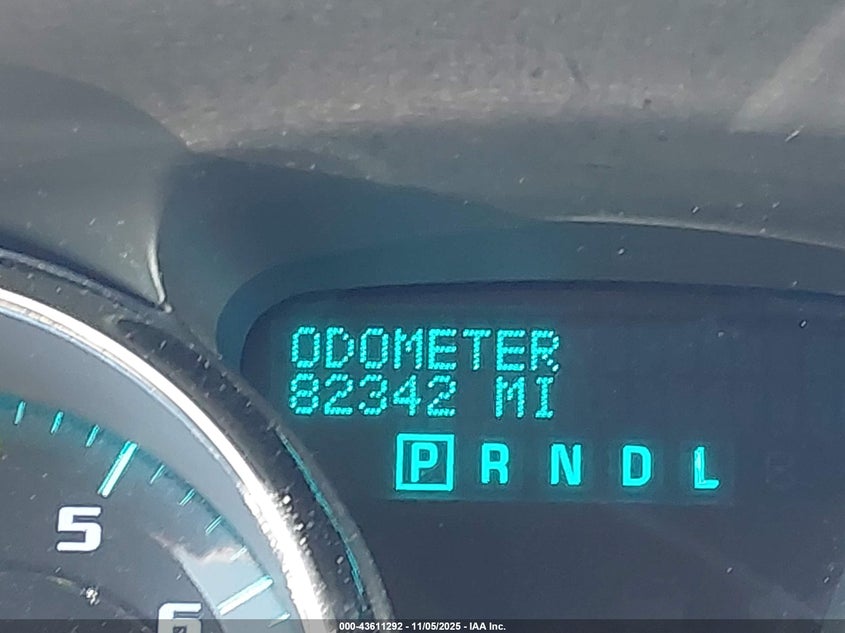 ODOMETER
82342 MI
P R N D L
5
6
000-43611292 - 11/05/2025 - IAA Inc.